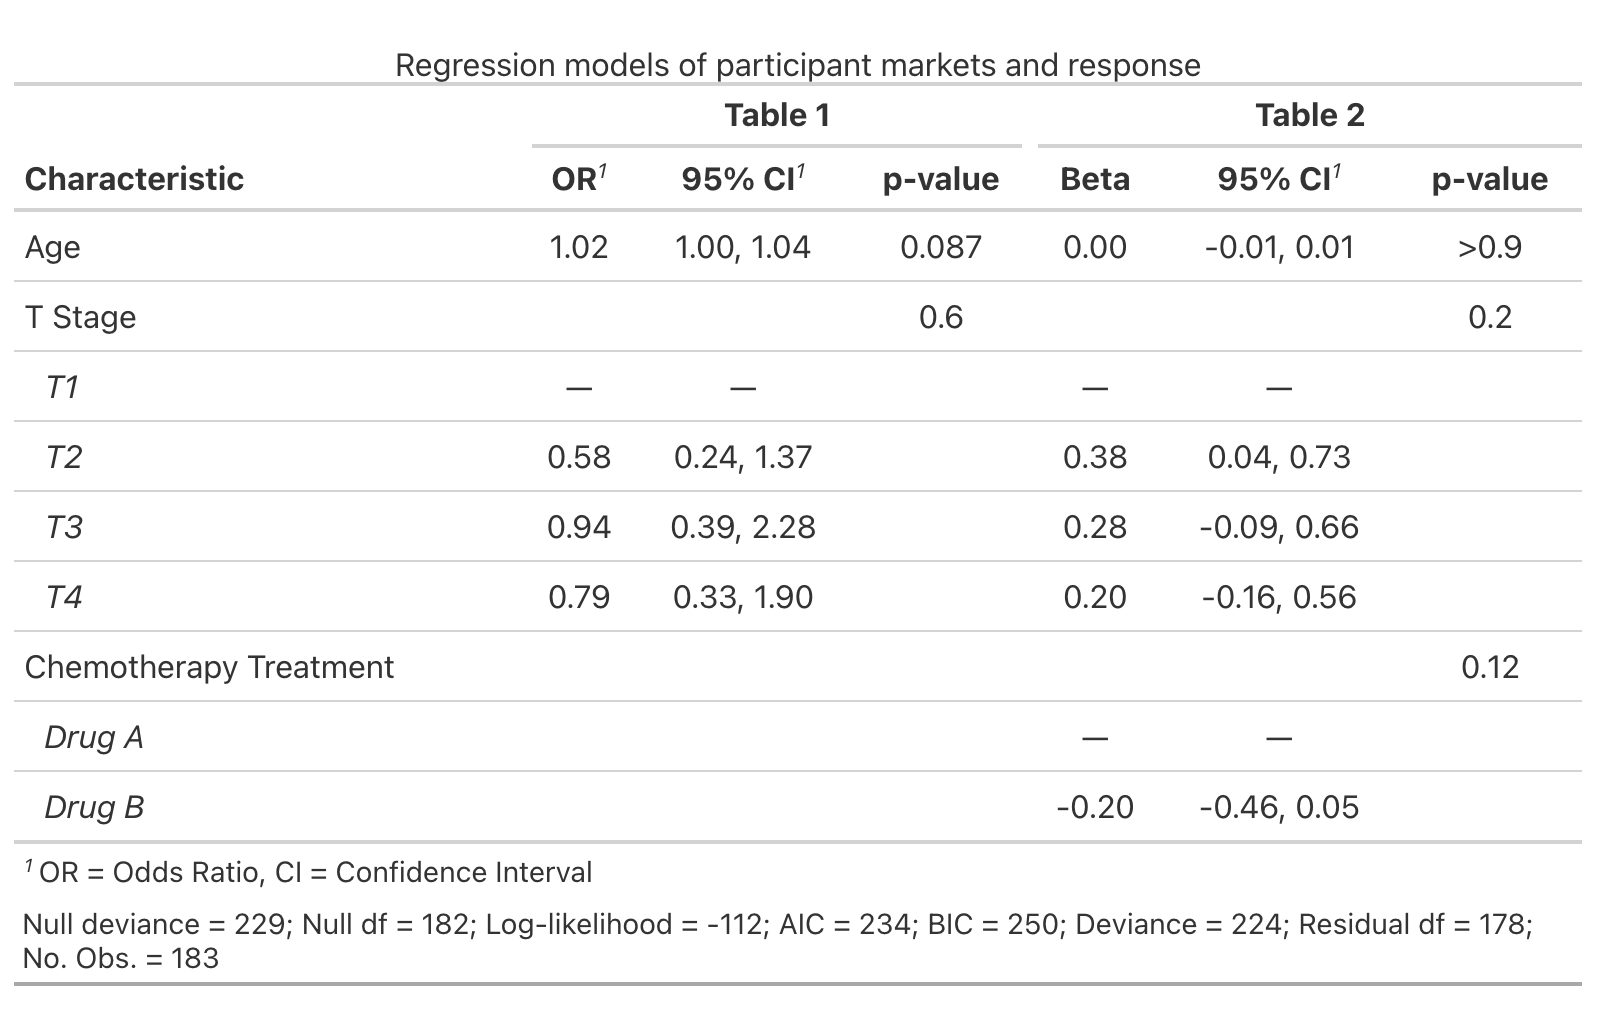 Regression models of participant markets and response
Table 1 Table 2
Characteristic OR¹ 95% CI¹ p-value Beta 95% CI¹ p-value
Age 1.02 1.00, 1.04 0.087 0.00 -0.01, 0.01 >0.9
T Stage 0.6 0.2
T1 — — — —
T2 0.58 0.24, 1.37 0.38 0.04, 0.73
T3 0.94 0.39, 2.28 0.28 -0.09, 0.66
T4 0.79 0.33, 1.90 0.20 -0.16, 0.56
Chemotherapy Treatment 0.12
Drug A — —
Drug B -0.20 -0.46, 0.05
¹ OR = Odds Ratio, CI = Confidence Interval
Null deviance = 229; Null df = 182; Log-likelihood = -112; AIC = 234; BIC = 250; Deviance = 224; Residual df = 178;
No. Obs. = 183